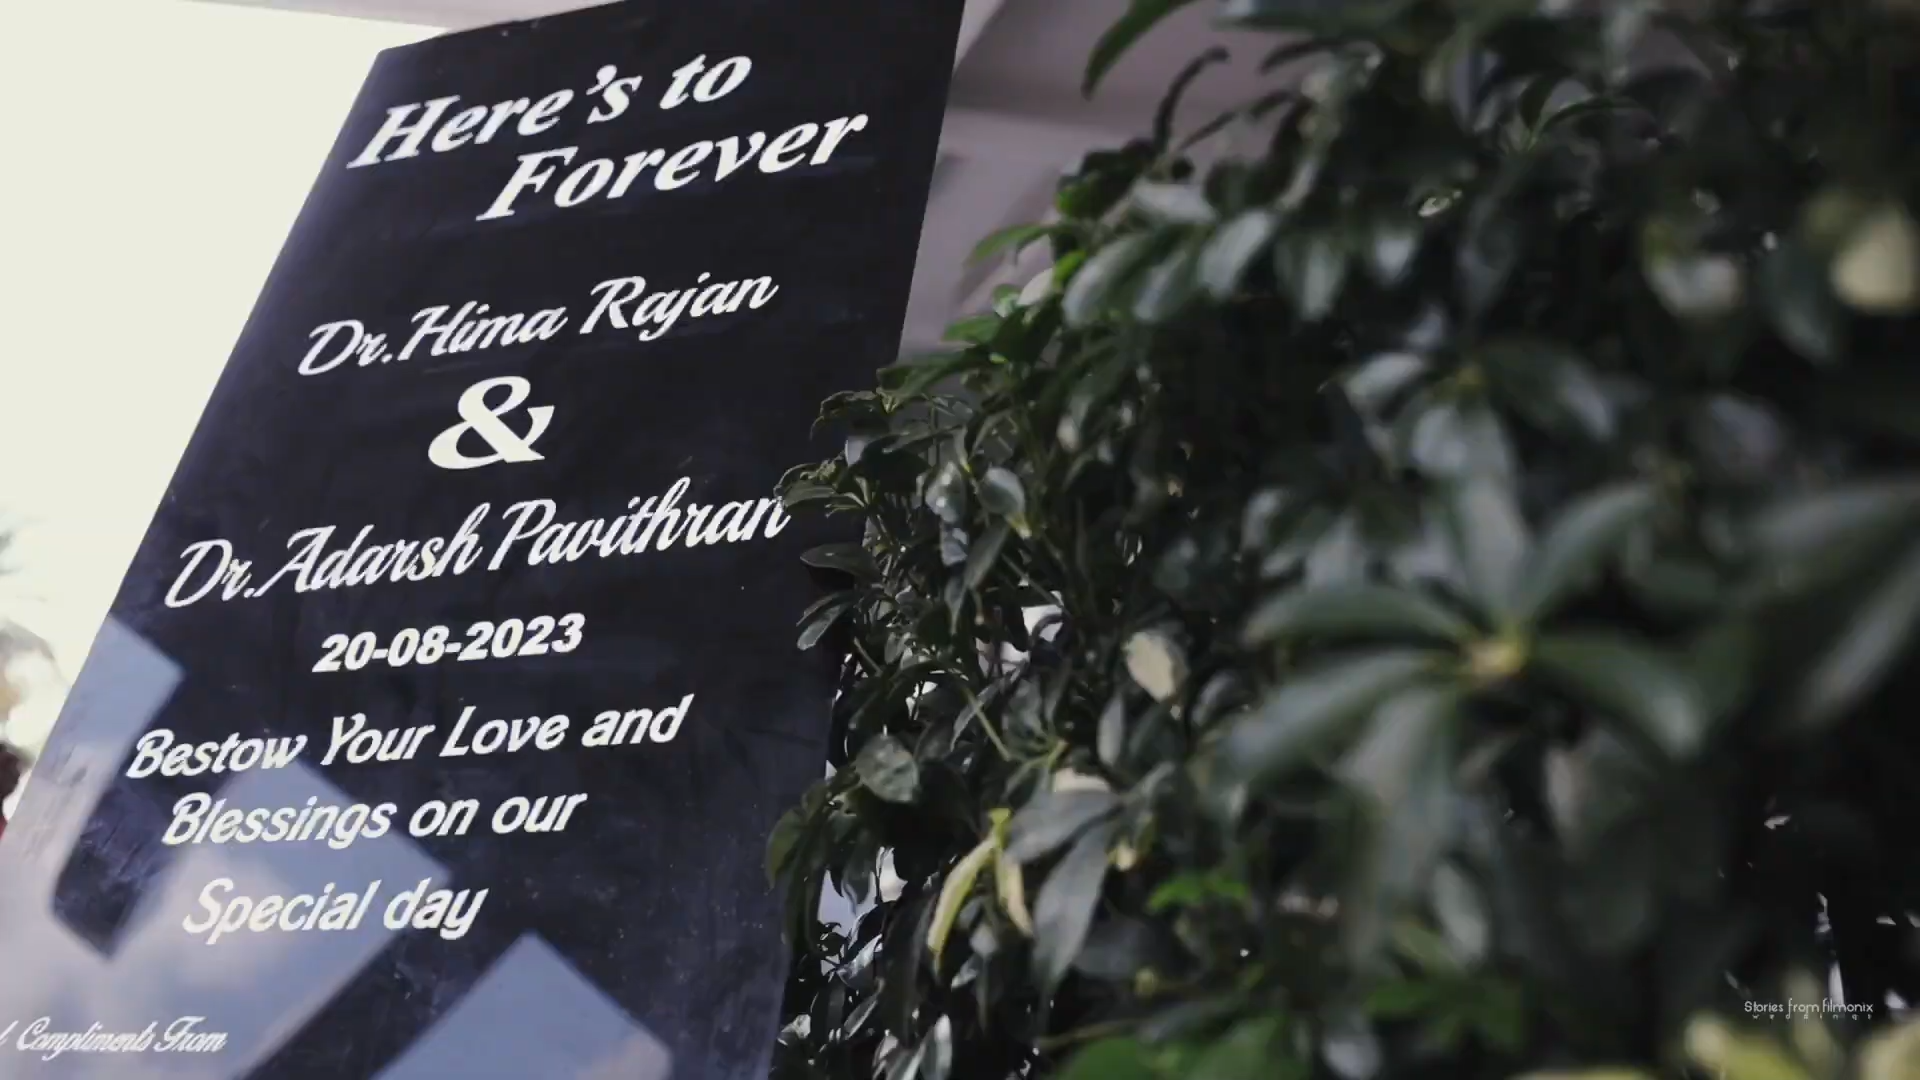 Here's to
Forever
Dr.Hima Rajan
&
Dr.Adarsh Pavithran
20-08-2023
Bestow Your Love and
Blessings on our
Special day
Compliments From
Stories from filmonix
weddings